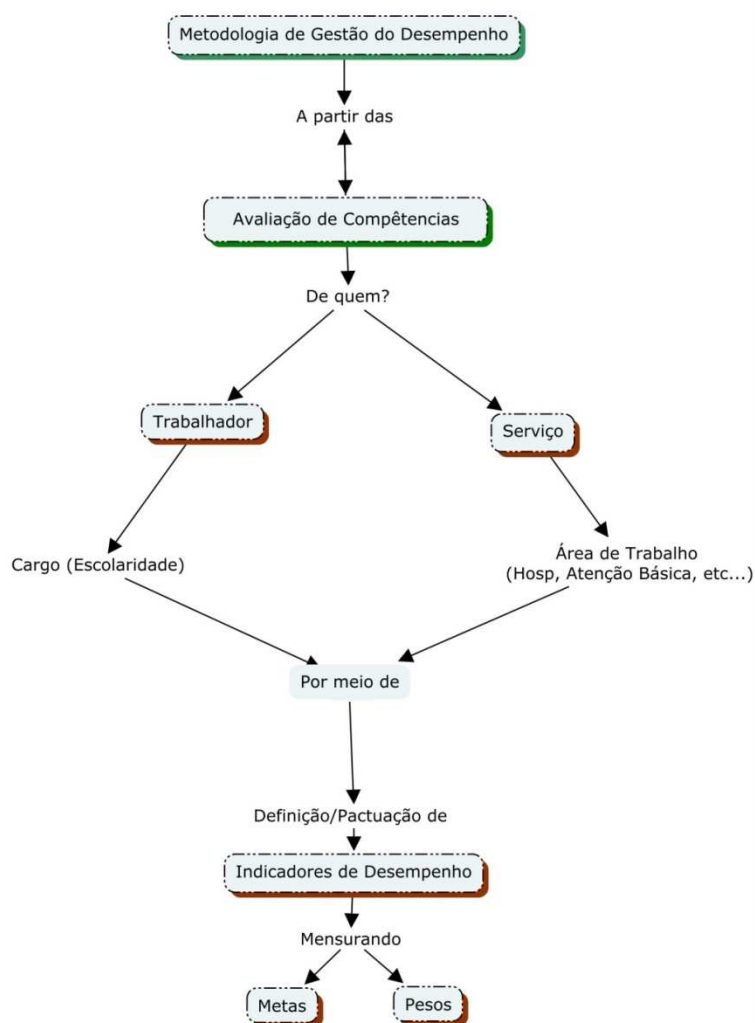 Metodologia de Gestão do Desempenho
A partir das
Avaliação de Compêtencias
De quem?
Trabalhador
Serviço
Cargo (Escolaridade)
Área de Trabalho
(Hosp, Atenção Básica, etc...)
Por meio de
Definição/Pactuação de
Indicadores de Desempenho
Mensurando
Metas
Pesos